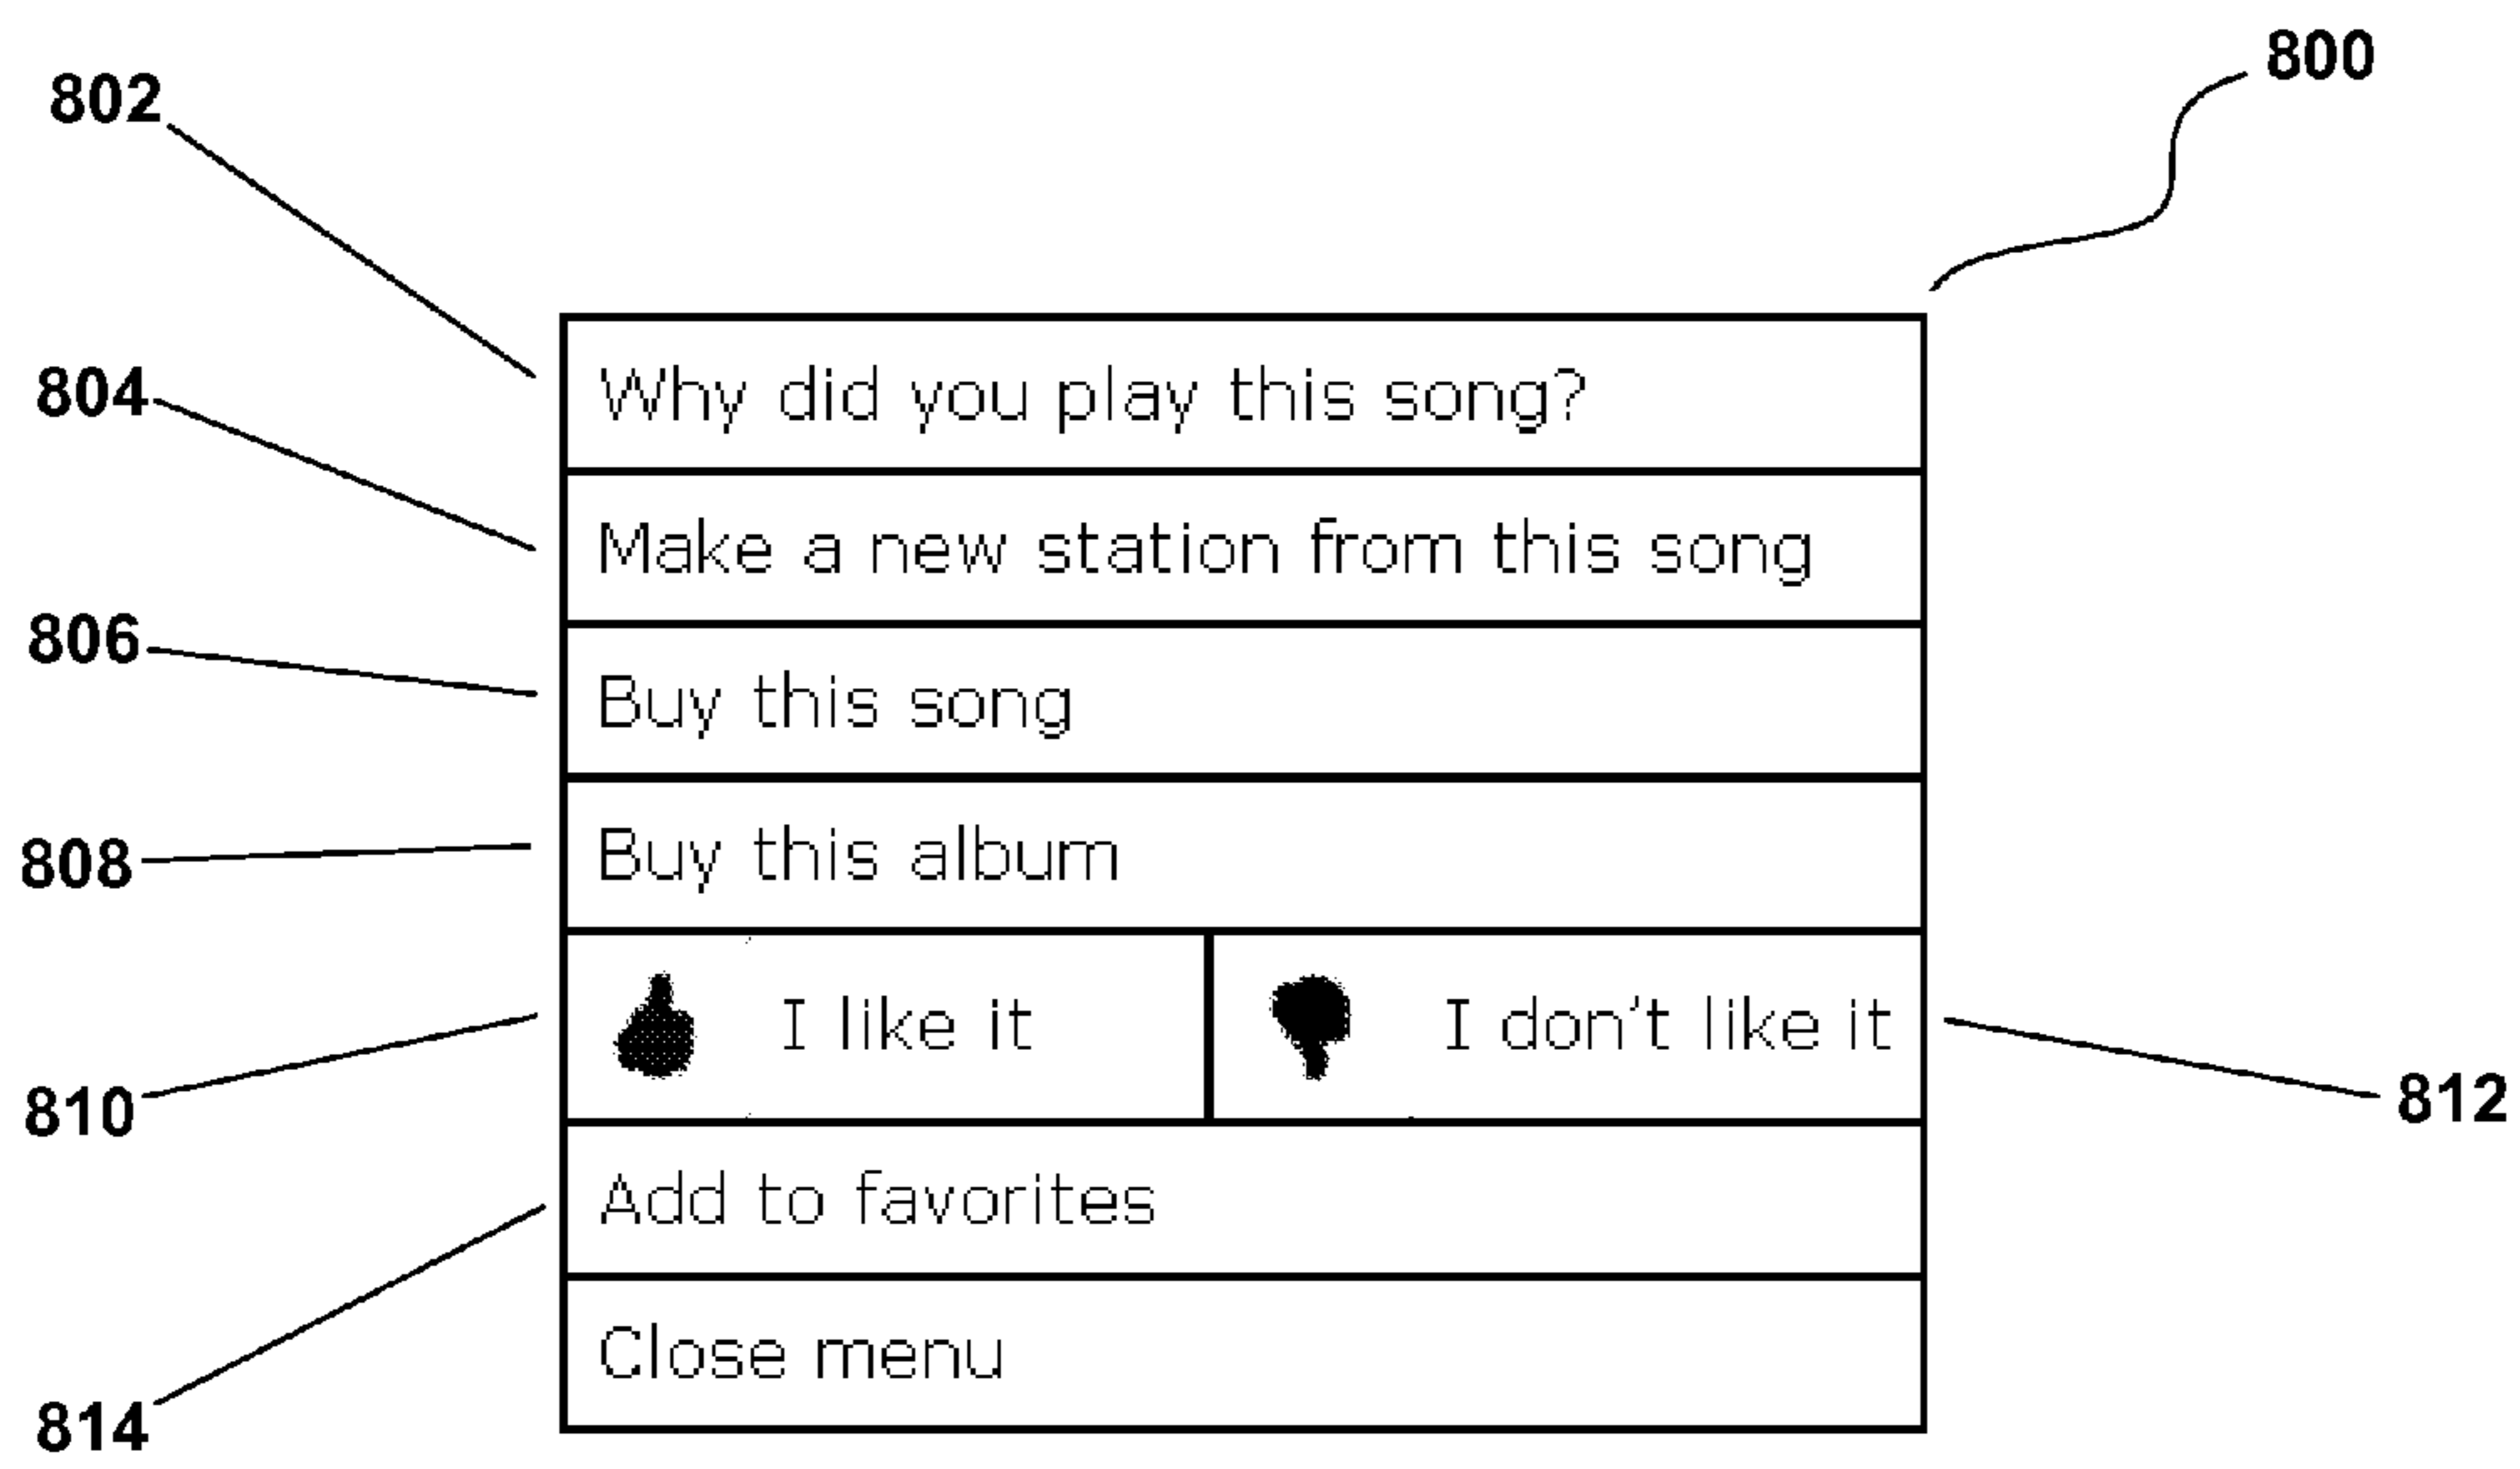 800
802
804
Why did you play this song?
Make a new station from this song
806
Buy this song
808
Buy this album
810
I like it
I don't like it
812
Add to favorites
Close menu
814